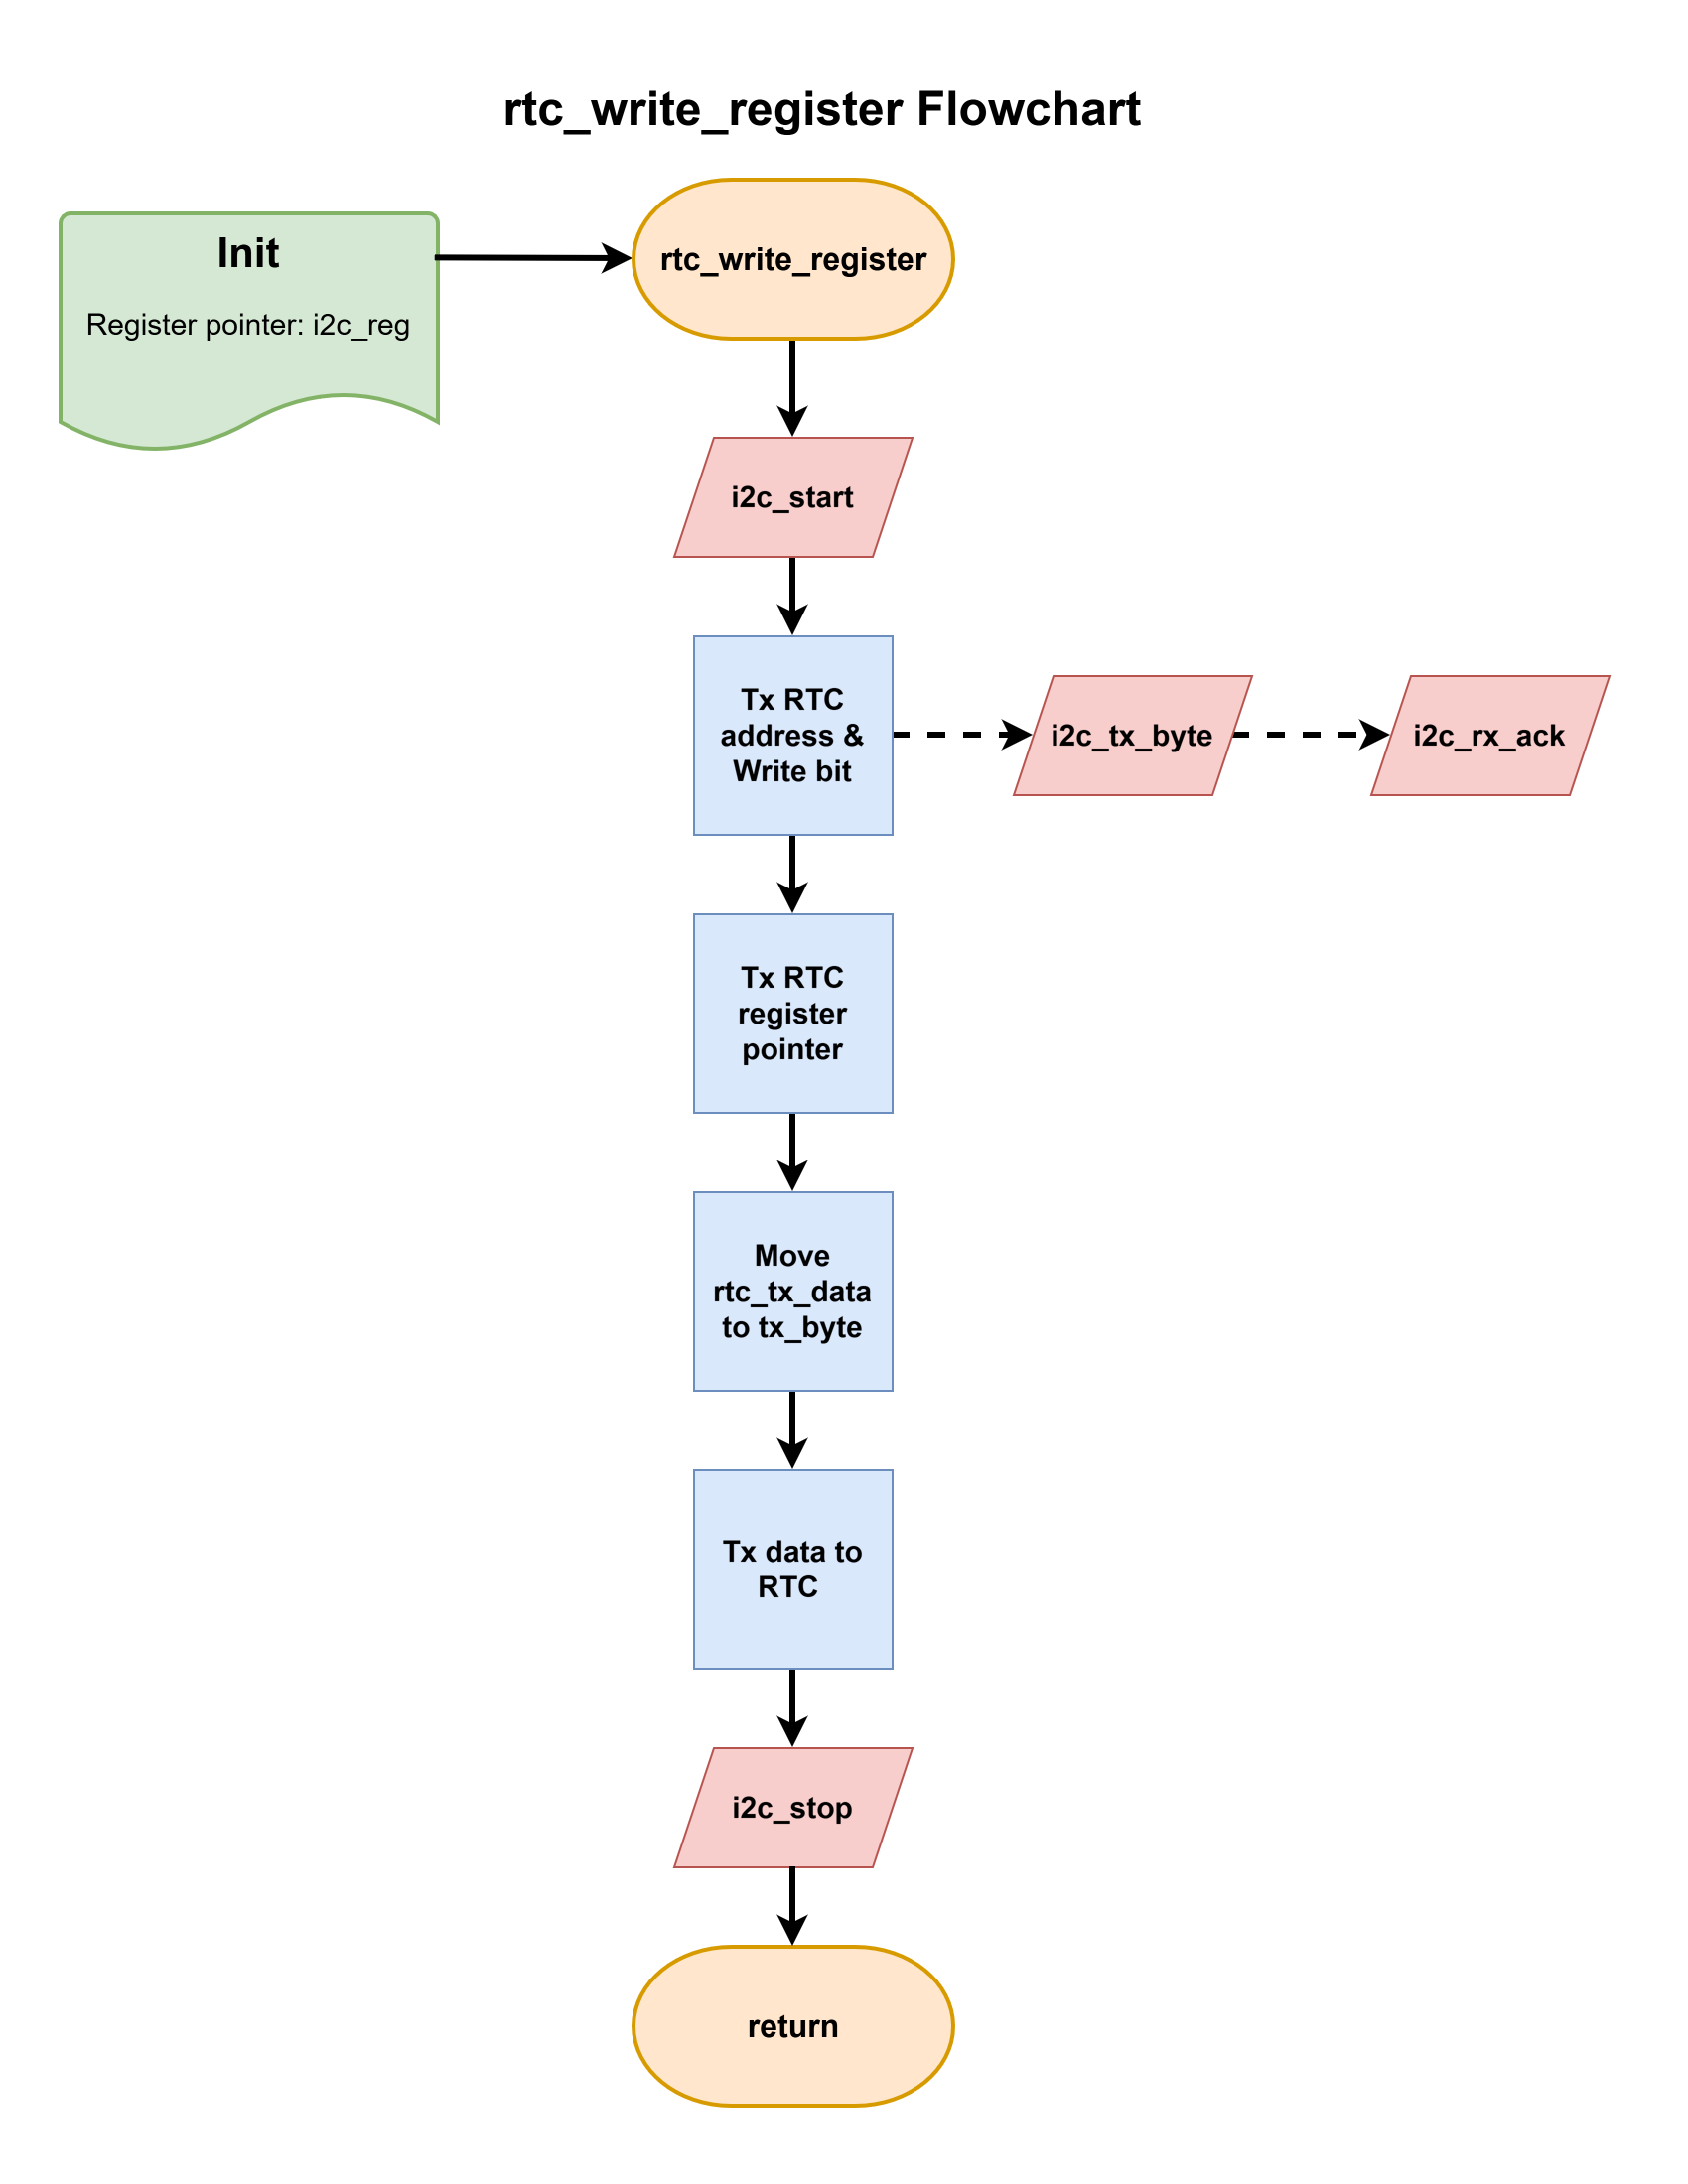 rtc_write_register Flowchart
Init
Register pointer: i2c_reg
rtc_write_register
i2c_start
Tx RTC
address &
Write bit
i2c_tx_byte
i2c_rx_ack
Tx RTC
register
pointer
Move
rtc_tx_data
to tx_byte
Tx data to
RTC
i2c_stop
return